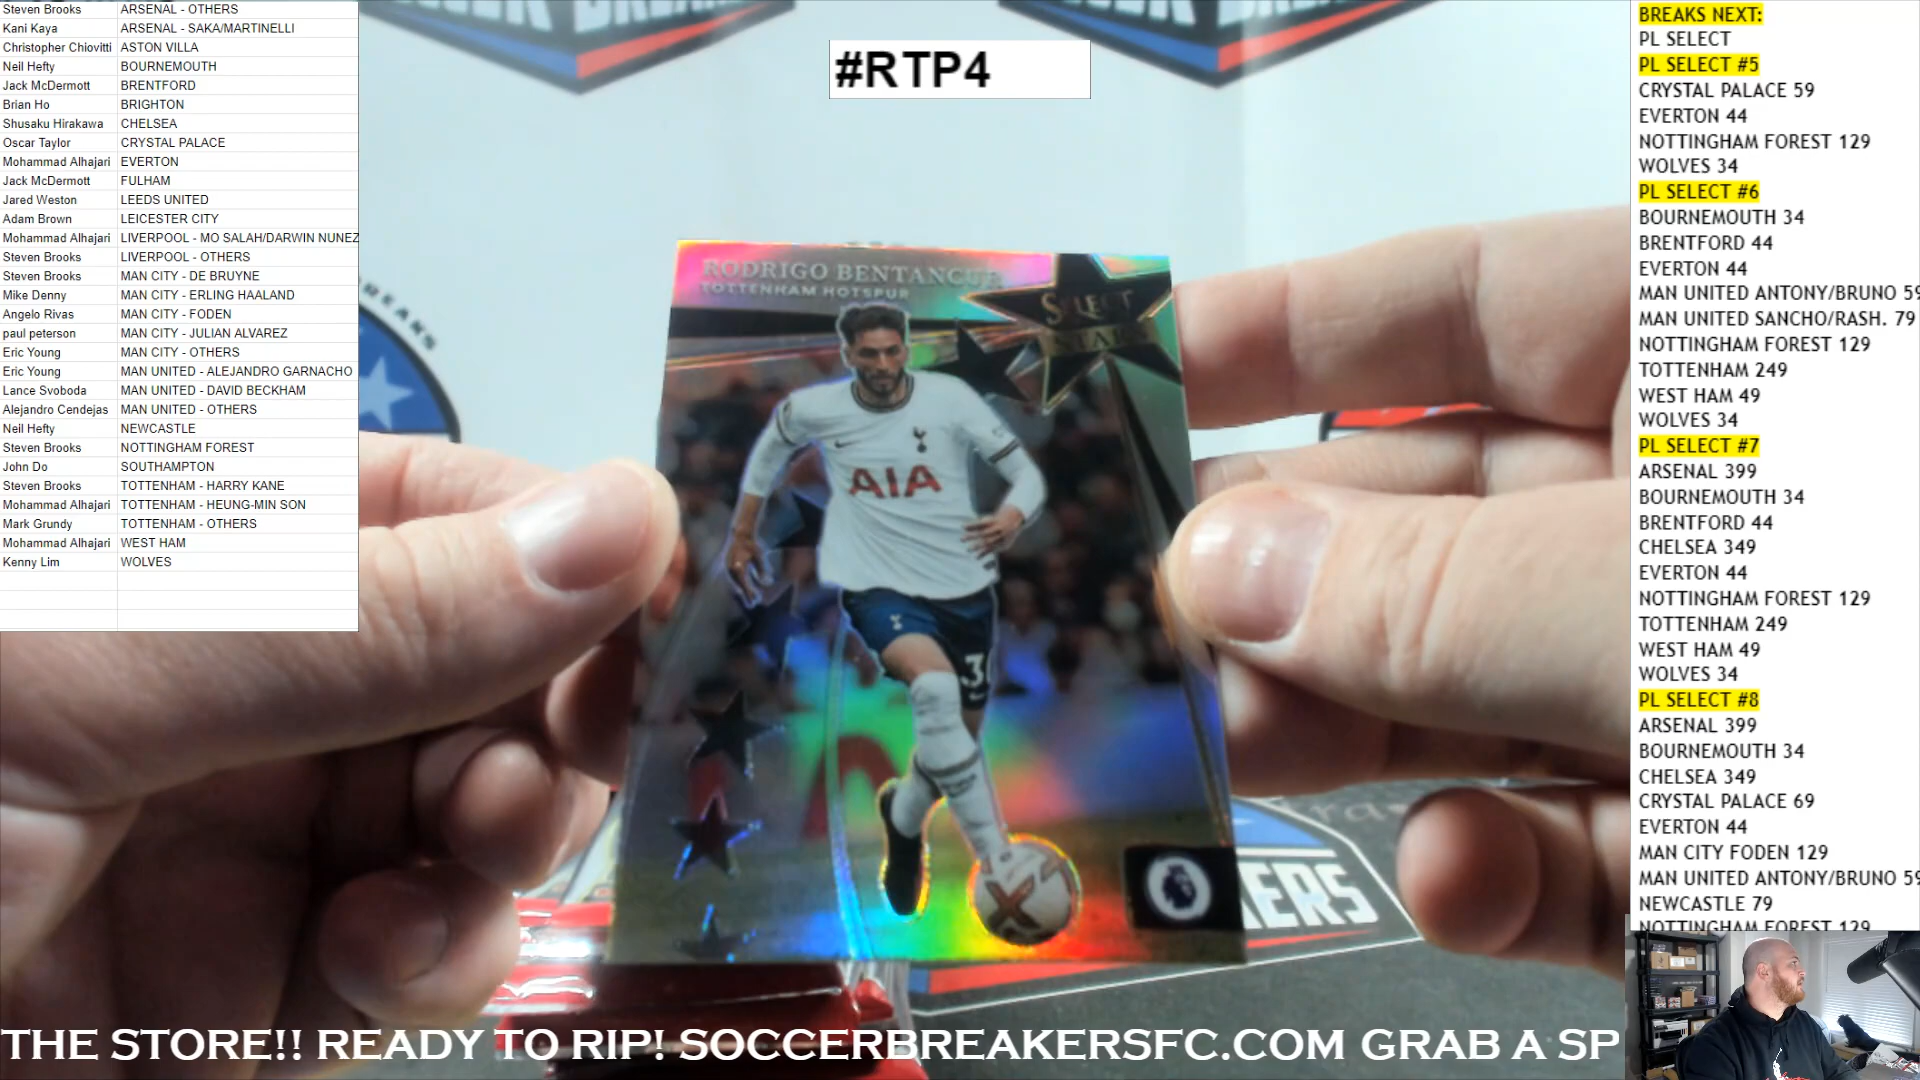 Steven Brooks ARSENAL - OTHERS
Kani Kaya ARSENAL - SAKA/MARTINELLI
Christopher Chiovitti ASTON VILLA
Neil Hefty BOURNEMOUTH
Jack McDermott BRENTFORD
Brian Ho BRIGHTON
Shusaku Hirakawa CHELSEA
Oscar Taylor CRYSTAL PALACE
Mohammad Alhajari EVERTON
Jack McDermott FULHAM
Jared Weston LEEDS UNITED
Adam Brown LEICESTER CITY
Mohammad Alhajari LIVERPOOL - MO SALAH/DARWIN NUNEZ
Steven Brooks LIVERPOOL - OTHERS
Steven Brooks MAN CITY - DE BRUYNE
Mike Denny MAN CITY - ERLING HAALAND
Angelo Rivas MAN CITY - FODEN
paul peterson MAN CITY - JULIAN ALVAREZ
Eric Young MAN CITY - OTHERS
Eric Young MAN UNITED - ALEJANDRO GARNACHO
Lance Svoboda MAN UNITED - DAVID BECKHAM
Alejandro Cendejas MAN UNITED - OTHERS
Neil Hefty NEWCASTLE
Steven Brooks NOTTINGHAM FOREST
John Do SOUTHAMPTON
Steven Brooks TOTTENHAM - HARRY KANE
Mohammad Alhajari TOTTENHAM - HEUNG-MIN SON
Mark Grundy TOTTENHAM - OTHERS
Mohammad Alhajari WEST HAM
Kenny Lim WOLVES
#RTP4
RODRIGO BENTANCUR
TOTTENHAM HOTSPUR
SELECT
STARS
AIA
BREAKS NEXT:
PL SELECT
PL SELECT #5
CRYSTAL PALACE 59
EVERTON 44
NOTTINGHAM FOREST 129
WOLVES 34
PL SELECT #6
BOURNEMOUTH 34
BRENTFORD 44
EVERTON 44
MAN UNITED ANTONY/BRUNO 59
MAN UNITED SANCHO/RASH. 79
NOTTINGHAM FOREST 129
TOTTENHAM 249
WEST HAM 49
WOLVES 34
PL SELECT #7
ARSENAL 399
BOURNEMOUTH 34
BRENTFORD 44
CHELSEA 349
EVERTON 44
NOTTINGHAM FOREST 129
TOTTENHAM 249
WEST HAM 49
WOLVES 34
PL SELECT #8
ARSENAL 399
BOURNEMOUTH 34
CHELSEA 349
CRYSTAL PALACE 69
EVERTON 44
MAN CITY FODEN 129
MAN UNITED ANTONY/BRUNO 59
NEWCASTLE 79
NOTTINGHAM FOREST 129
THE STORE!! READY TO RIP! SOCCERBREAKERSFC.COM GRAB A SP